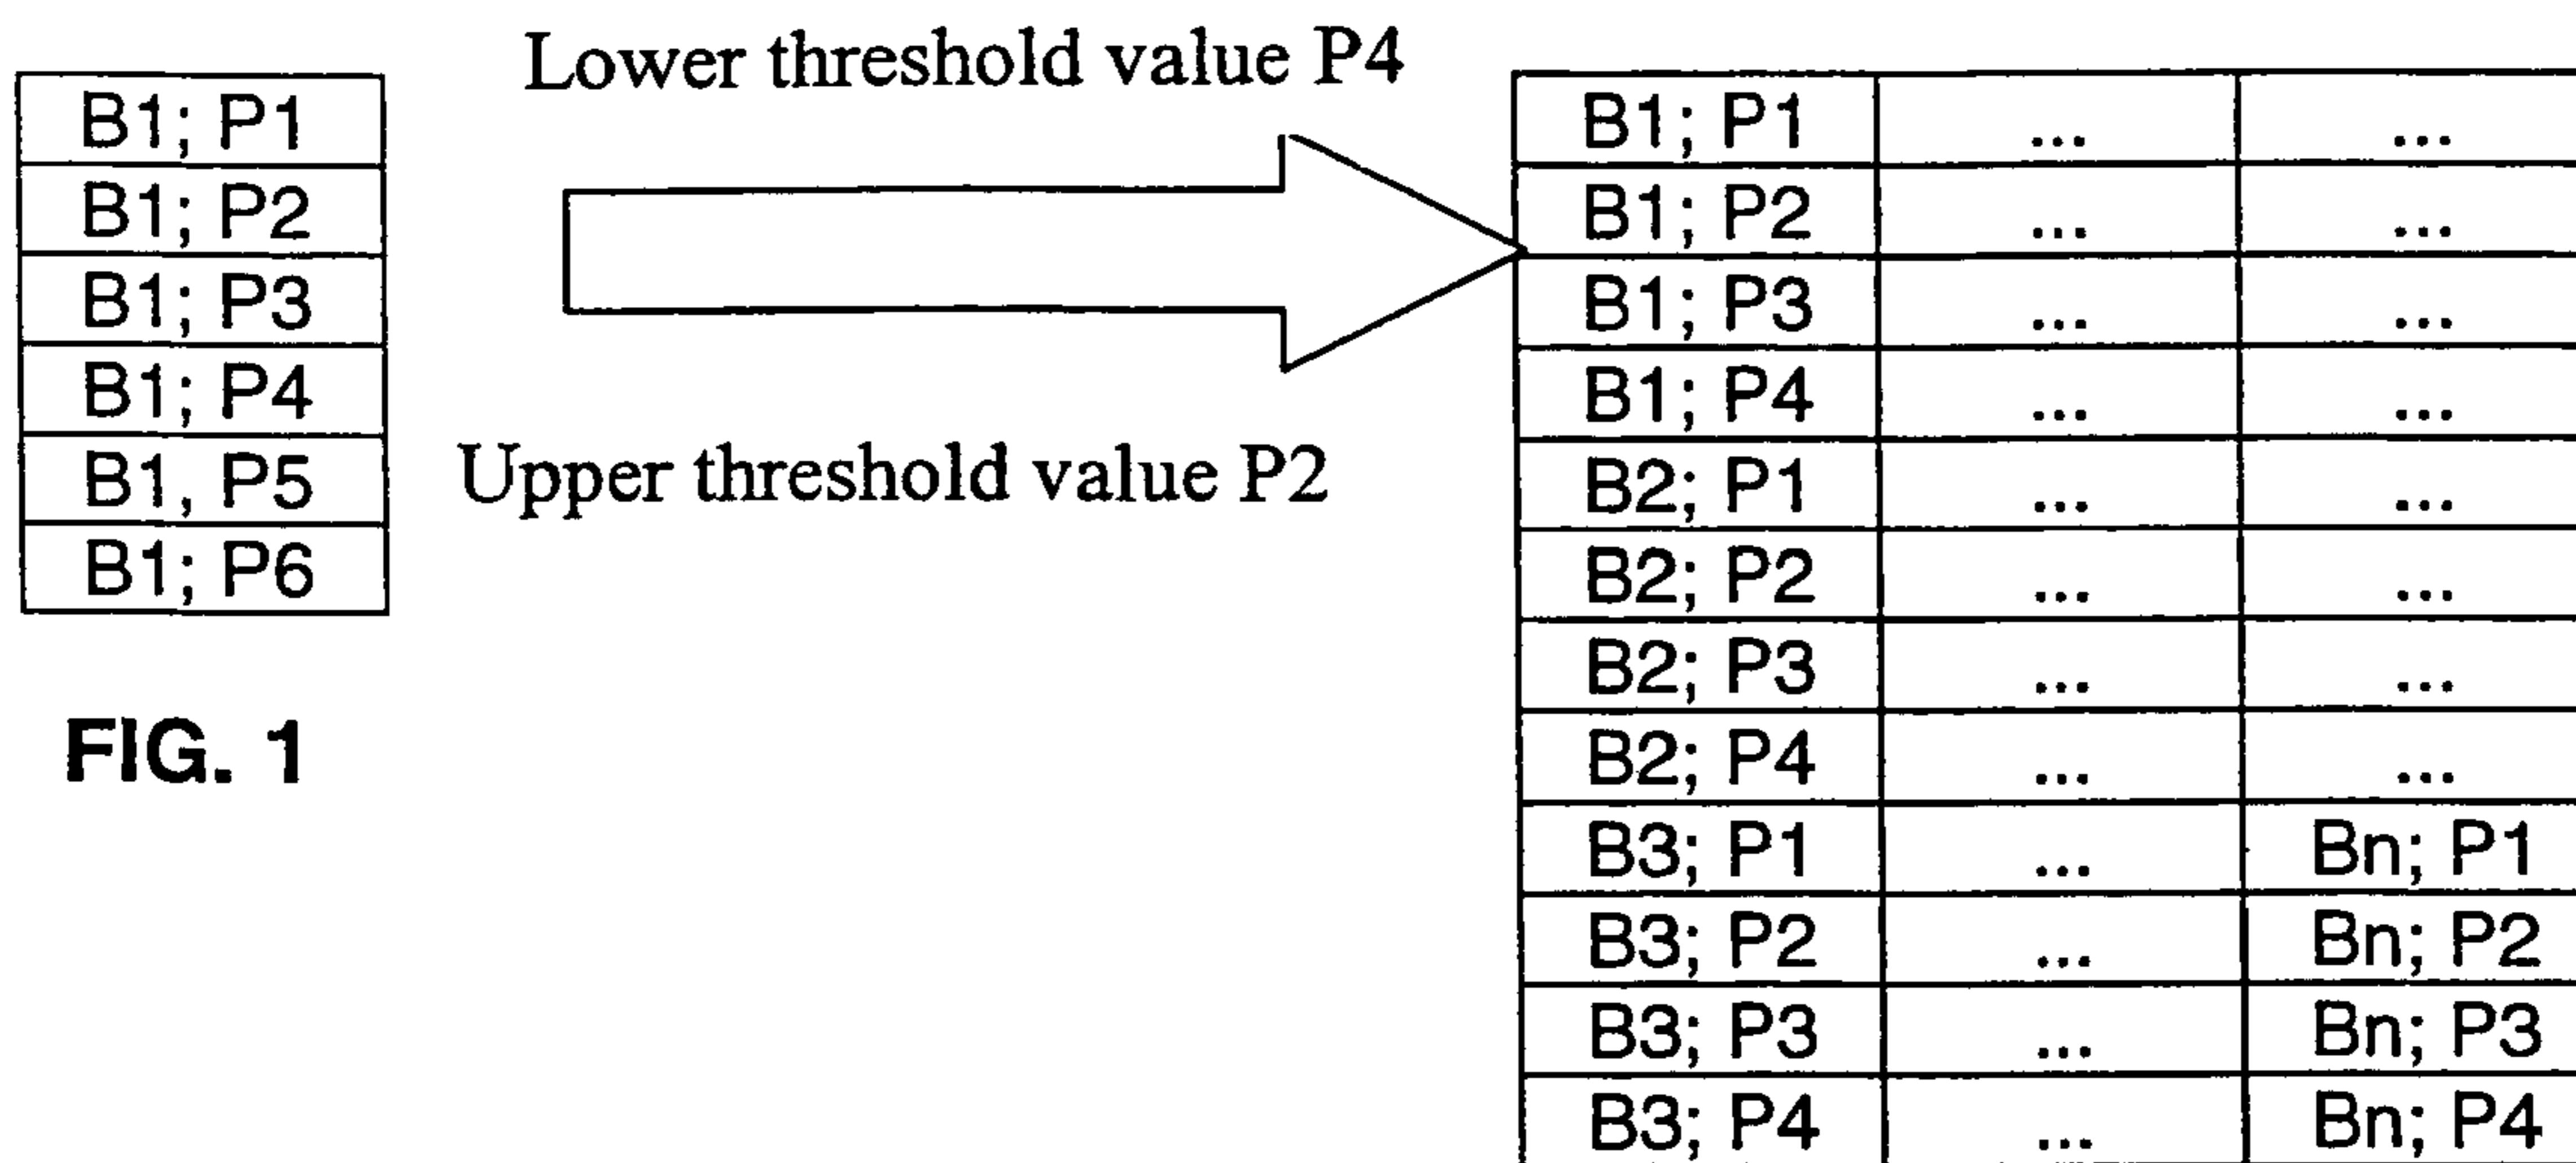 B1; P1
B1; P2
B1; P3
B1; P4
B1, P5
B1; P6
FIG. 1
Lower threshold value P4
Upper threshold value P2
B1; P1 ... ...
B1; P2 ... ...
B1; P3 ... ...
B1; P4 ... ...
B2; P1 ... ...
B2; P2 ... ...
B2; P3 ... ...
B2; P4 ... ...
B3; P1 ... Bn; P1
B3; P2 ... Bn; P2
B3; P3 ... Bn; P3
B3; P4 ... Bn; P4